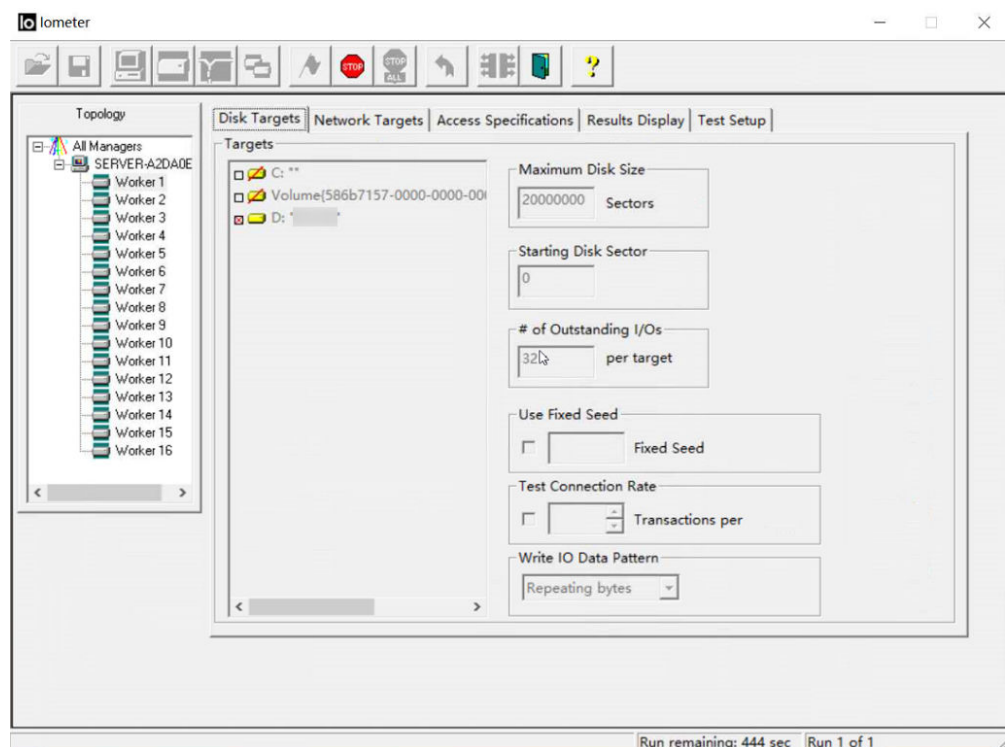 Iometer
STOP
STOP ALL
?
Topology
All Managers
SERVER-A2DA0E
Worker 1
Worker 2
Worker 3
Worker 4
Worker 5
Worker 6
Worker 7
Worker 8
Worker 9
Worker 10
Worker 11
Worker 12
Worker 13
Worker 14
Worker 15
Worker 16
Disk Targets Network Targets Access Specifications Results Display Test Setup
Targets
C: ""
Volume{586b7157-0000-0000-00
D: " "
Maximum Disk Size
20000000 Sectors
Starting Disk Sector
0
# of Outstanding I/Os
32 per target
Use Fixed Seed
Fixed Seed
Test Connection Rate
Transactions per
Write IO Data Pattern
Repeating bytes
Run remaining: 444 sec Run 1 of 1